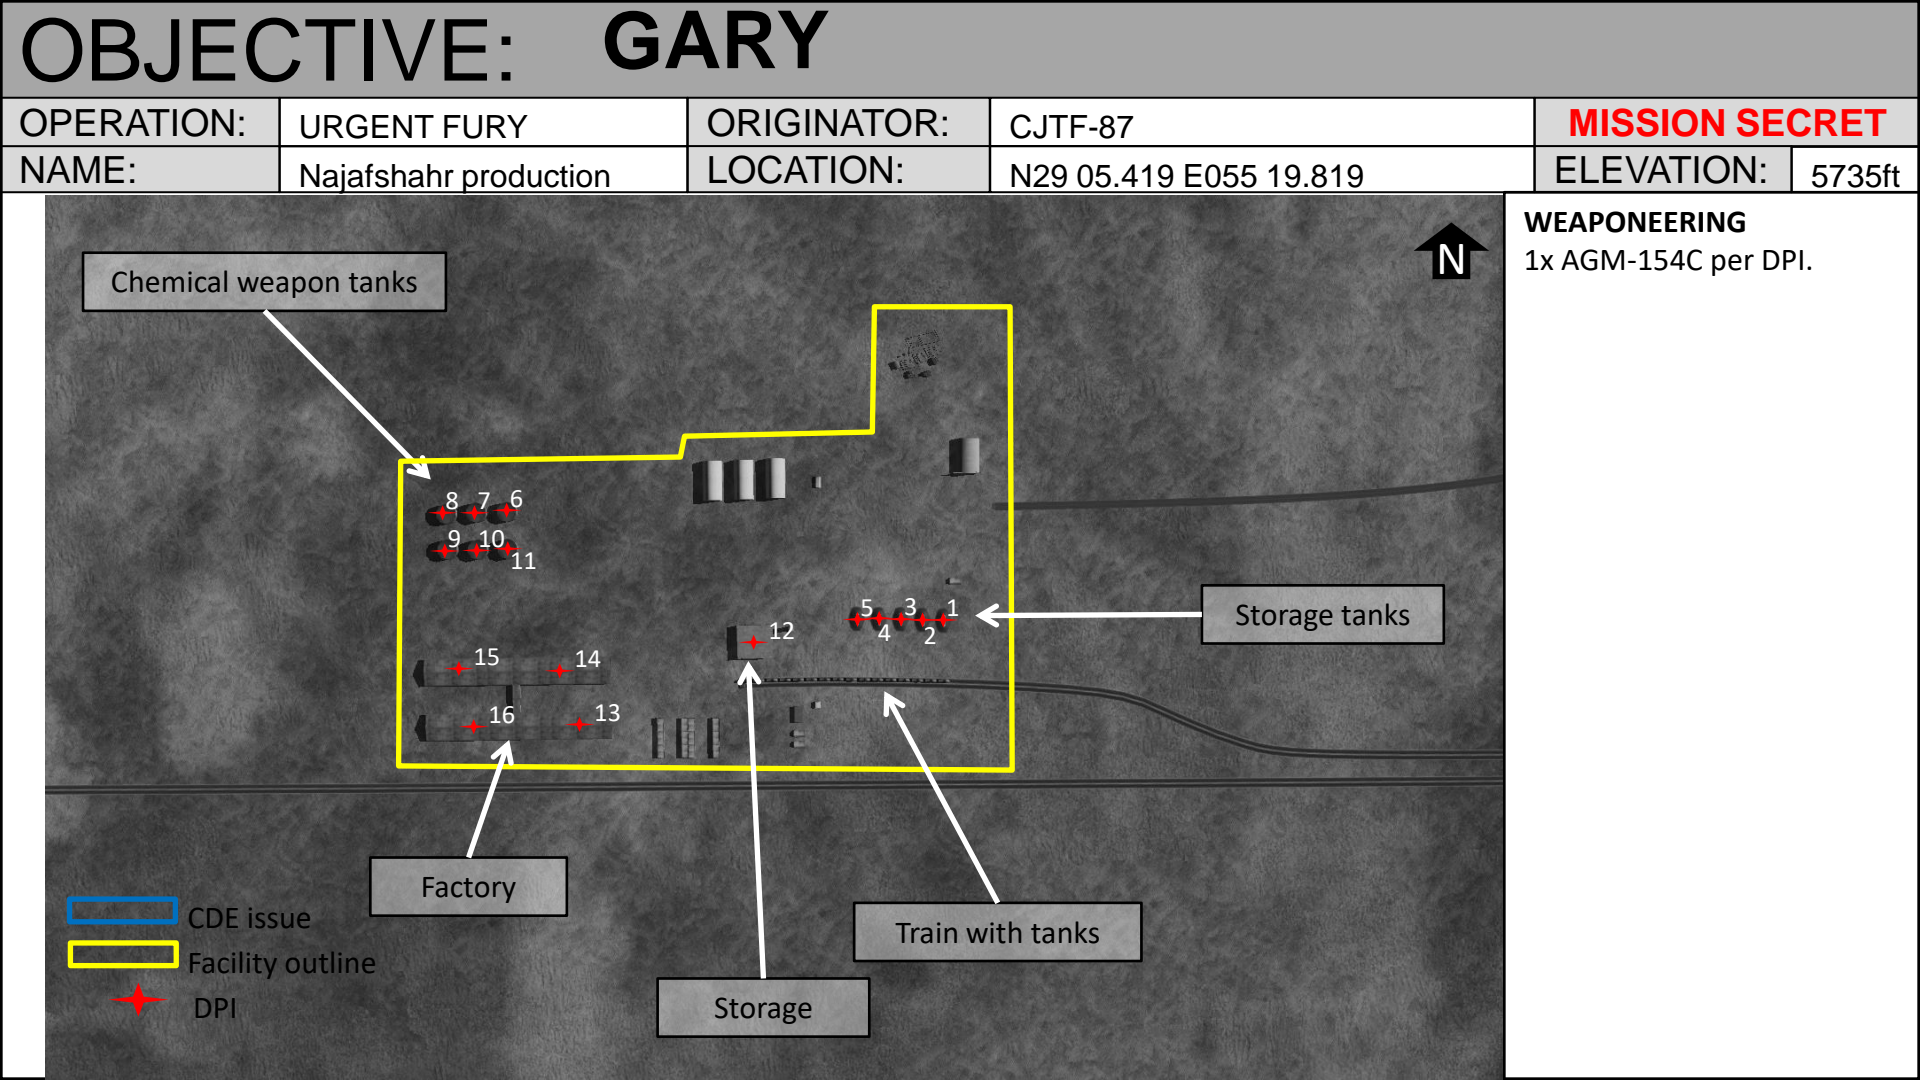 OBJECTIVE: GARY
OPERATION: URGENT FURY ORIGINATOR: CJTF-87 MISSION SECRET
NAME: Najafshahr production LOCATION: N29 05.419 E055 19.819 ELEVATION: 5735ft
WEAPONEERING
1x AGM-154C per DPI.
N
Chemical weapon tanks
8 7 6
9 10
11
5 3 1
4 2
Storage tanks
12
15 14
16 13
Factory
Train with tanks
Storage
CDE issue
Facility outline
DPI